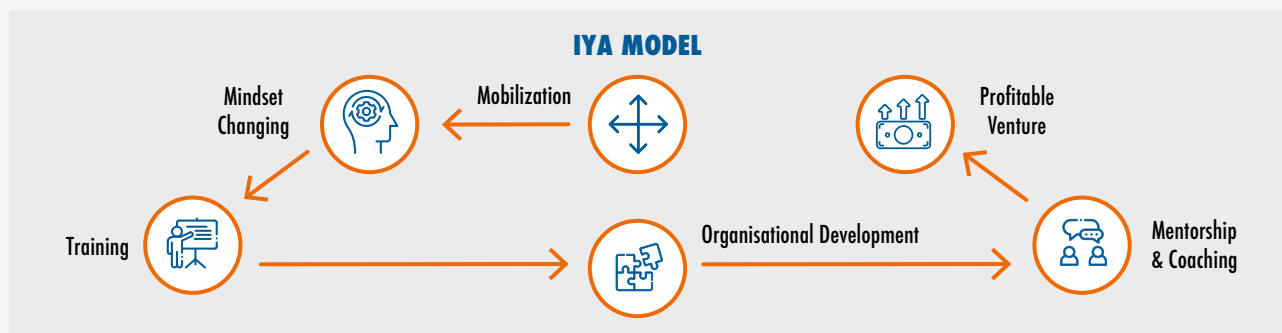 IYA MODEL
Mindset
Changing
Mobilization
Profitable
Venture
Training
Organisational Development
Mentorship
& Coaching